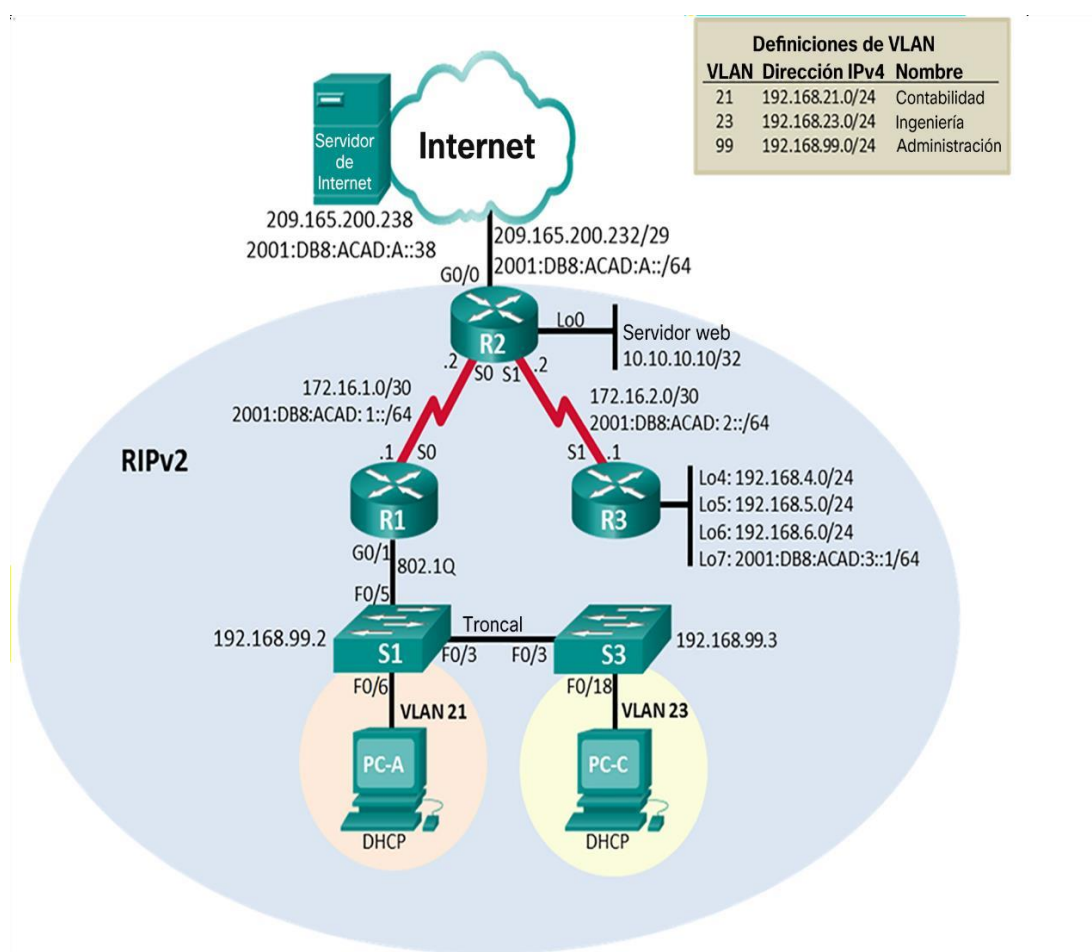 Definiciones de VLAN
VLAN Dirección IPv4 Nombre
21 192.168.21.0/24 Contabilidad
23 192.168.23.0/24 Ingeniería
99 192.168.99.0/24 Administración
Servidor
de
Internet
Internet
209.165.200.238
2001:DB8:ACAD:A::38
209.165.200.232/29
2001:DB8:ACAD:A::/64
G0/0
R2
Lo0
Servidor web
10.10.10.10/32
.2
S0
S1
.2
172.16.1.0/30
2001:DB8:ACAD: 1::/64
172.16.2.0/30
2001:DB8:ACAD: 2::/64
RIPv2
.1
S0
S1
.1
R1
R3
Lo4: 192.168.4.0/24
Lo5: 192.168.5.0/24
Lo6: 192.168.6.0/24
Lo7: 2001:DB8:ACAD:3::1/64
G0/1
802.1Q
F0/5
192.168.99.2
S1
Troncal
F0/3
F0/3
S3
192.168.99.3
F0/6
VLAN 21
F0/18
VLAN 23
PC-A
PC-C
DHCP
DHCP